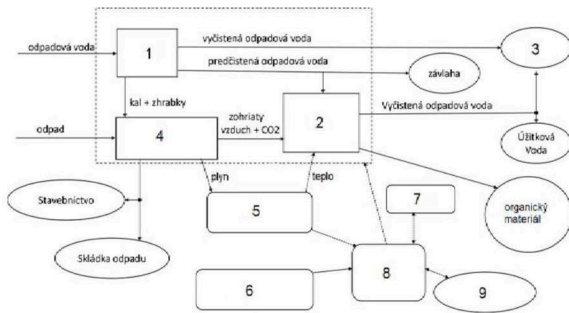 odpadová voda
1
vyčistená odpadová voda
3
predčistená odpadová voda
závlaha
kal + zhrabky
zohriaty
vzduch + CO2
2
Vyčistená odpadová voda
odpad
4
Úžitková
Voda
plyn
teplo
Stavebníctvo
5
7
organický
materiál
Skládka odpadu
8
6
9